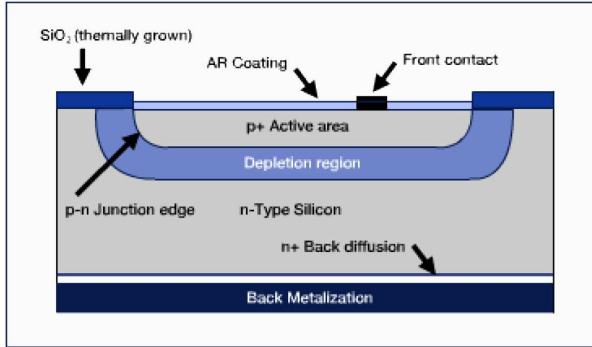 SiO₂ (thermally grown)
AR Coating
Front contact
p+ Active area
Depletion region
p-n Junction edge
n-Type Silicon
n+ Back diffusion
Back Metalization